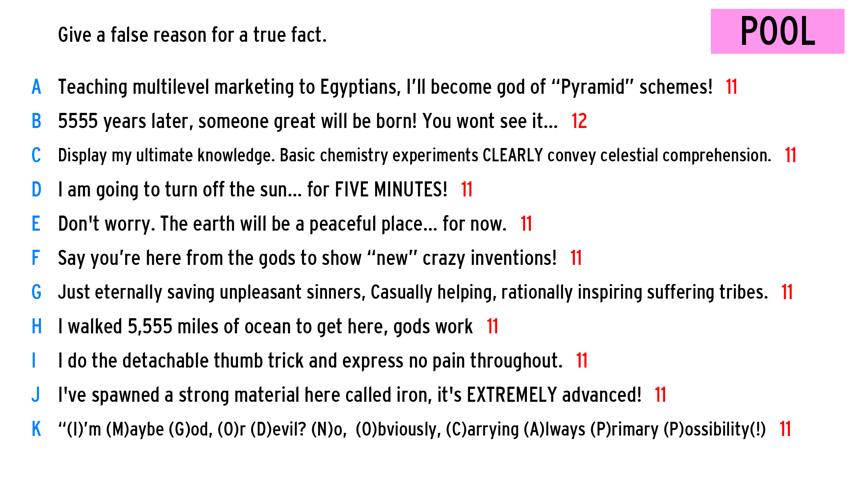 Give a false reason for a true fact.
POOL
A Teaching multilevel marketing to Egyptians, I'll become god of “Pyramid” schemes! 11
B 5555 years later, someone great will be born! You wont see it... 12
C Display my ultimate knowledge. Basic chemistry experiments CLEARLY convey celestial comprehension. 11
D I am going to turn off the sun... for FIVE MINUTES! 11
E Don't worry. The earth will be a peaceful place... for now. 11
F Say you're here from the gods to show “new” crazy inventions! 11
G Just eternally saving unpleasant sinners, Casually helping, rationally inspiring suffering tribes. 11
H I walked 5,555 miles of ocean to get here, gods work 11
I I do the detachable thumb trick and express no pain throughout. 11
J I've spawned a strong material here called iron, it's EXTREMELY advanced! 11
K “(I)'m (M)aybe (G)od, (O)r (D)evil? (N)o, (O)bviously, (C)arrying (A)lways (P)rimary (P)ossibility(!) 11